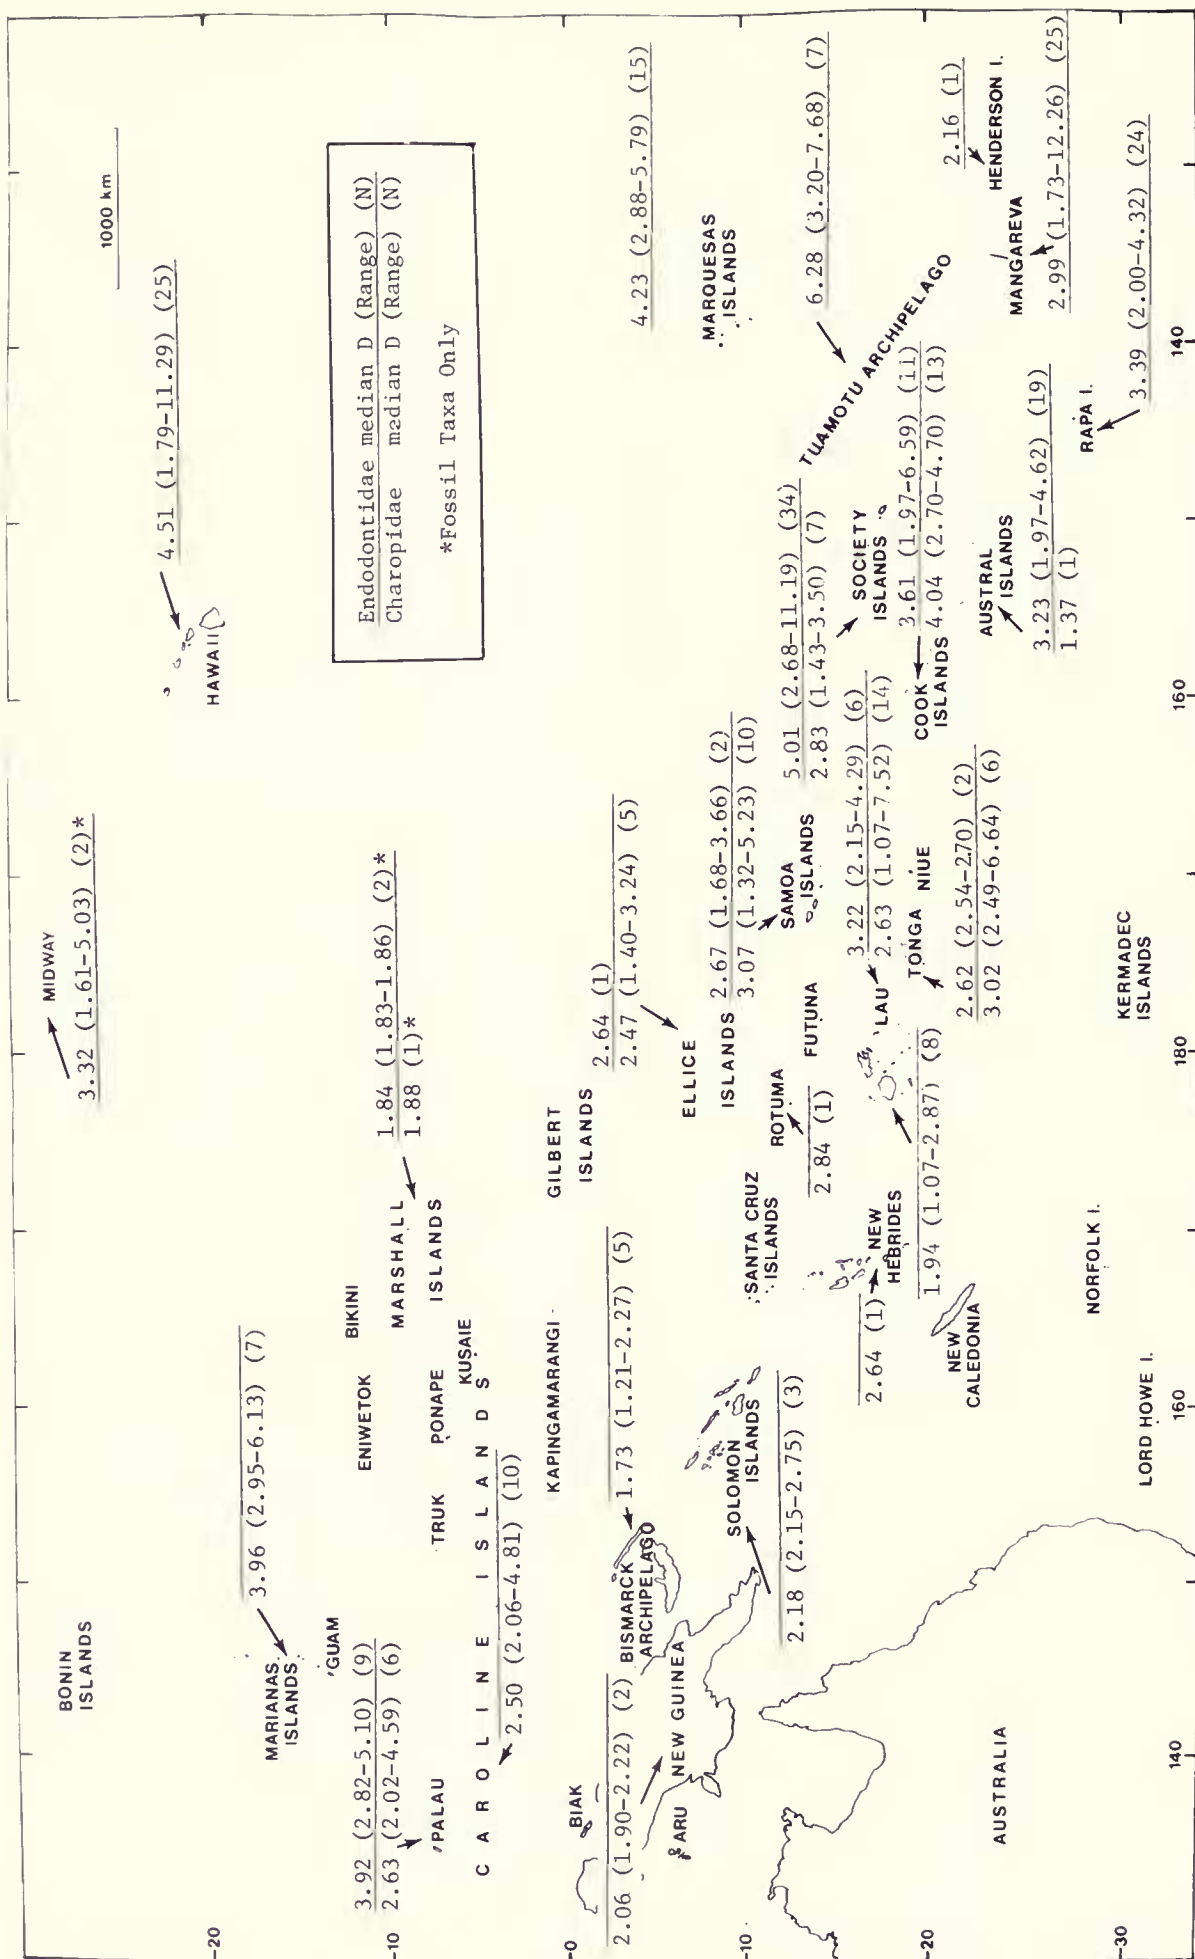 BONIN
ISLANDS
MIDWAY
3.32 (1.61-5.03) (2)*
1000 km
20
MARIANAS
ISLANDS
3.96 (2.95-6.13) (7)
HAWAII
4.51 (1.79-11.29) (25)
GUAM
3.92 (2.82-5.10) (9)
2.63 (2.02-4.59) (6)
10
PALAU
ENIWETOK
BIKINI
MARSHALL
ISLANDS
1.84 (1.83-1.86) (2)*
1.88 (1)*
TRUK
PONAPE
KUSAIE
CAROLINE ISLANDS
2.50 (2.06-4.81) (10)
Endodontidae median D (Range) (N)
Charopidae median D (Range) (N)
*Fossil Taxa Only
0
BIAK
KAPINGAMARANGI
GILBERT
ISLANDS
2.06 (1.90-2.22) (2)
BISMARCK
ARCHIPELAGO
1.73 (1.21-2.27) (5)
2.64 (1)
2.47 (1.40-3.24) (5)
4.23 (2.88-5.79) (15)
ARU
NEW GUINEA
ELLICE
ISLANDS
MARQUESAS
ISLANDS
10
SOLOMON
ISLANDS
2.18 (2.15-2.75) (3)
SANTA CRUZ
ISLANDS
ROTUMA
2.84 (1)
FUTUNA
2.67 (1.68-3.66) (2)
3.07 (1.32-5.23) (10)
SAMOA
ISLANDS
5.01 (2.68-11.19) (34)
2.83 (1.43-3.50) (7)
SOCIETY
ISLANDS
TUAMOTU ARCHIPELAGO
6.28 (3.20-7.68) (7)
2.64 (1)
NEW
HEBRIDES
LAU
3.22 (2.15-4.29) (6)
2.63 (1.07-7.52) (14)
1.94 (1.07-2.87) (8)
TONGA
NIUE
COOK
ISLANDS
3.61 (1.97-6.59) (11)
4.04 (2.70-4.70) (13)
20
AUSTRALIA
NEW
CALEDONIA
2.62 (2.54-270) (2)
3.02 (2.49-6.64) (6)
AUSTRAL
ISLANDS
3.23 (1.97-4.62) (19)
1.37 (1)
2.16 (1)
HENDERSON I.
MANGAREVA
2.99 (1.73-12.26) (25)
RAPA I.
3.39 (2.00-4.32) (24)
NORFOLK I.
KERMADEC
ISLANDS
LORD HOWE I.
30
140
160
180
160
140